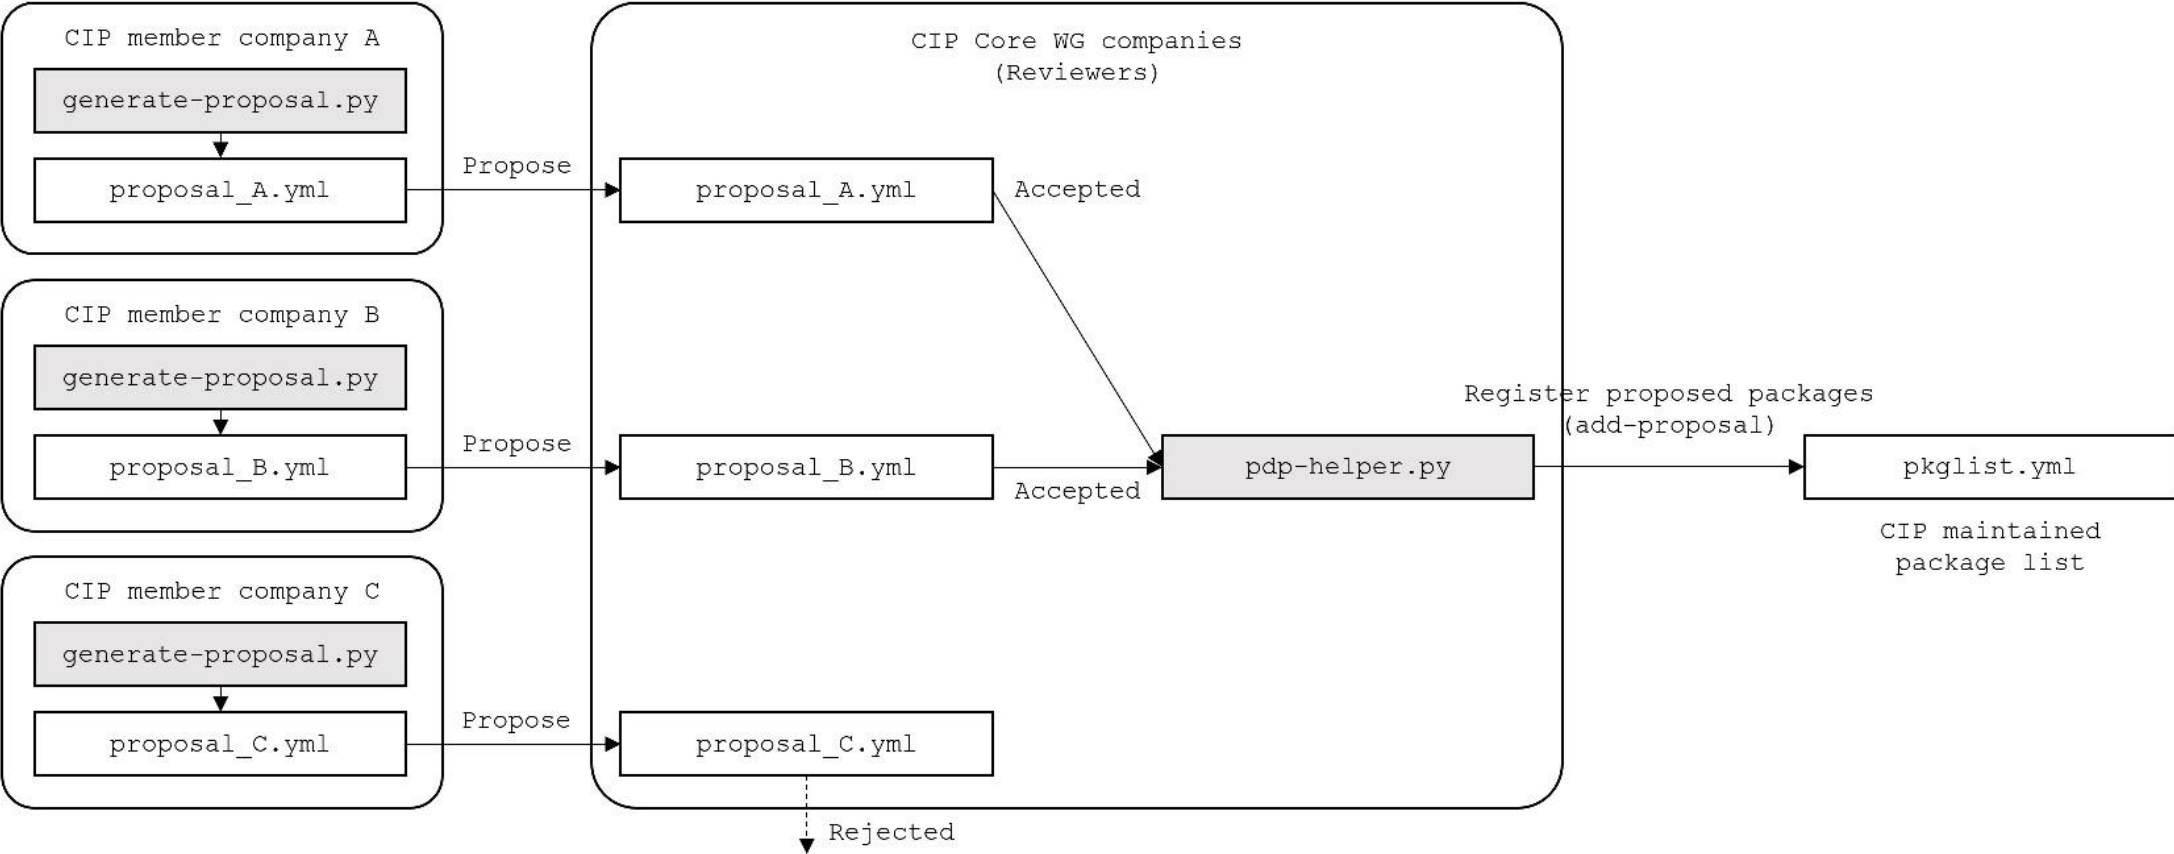 CIP member company A
generate-proposal.py
proposal_A.yml
Propose
CIP member company B
generate-proposal.py
proposal_B.yml
Propose
CIP member company C
generate-proposal.py
proposal_C.yml
Propose
CIP Core WG companies
(Reviewers)
proposal_A.yml
Accepted
proposal_B.yml
Accepted
pdp-helper.py
proposal_C.yml
Rejected
Register proposed packages
(add-proposal)
pkglist.yml
CIP maintained
package list